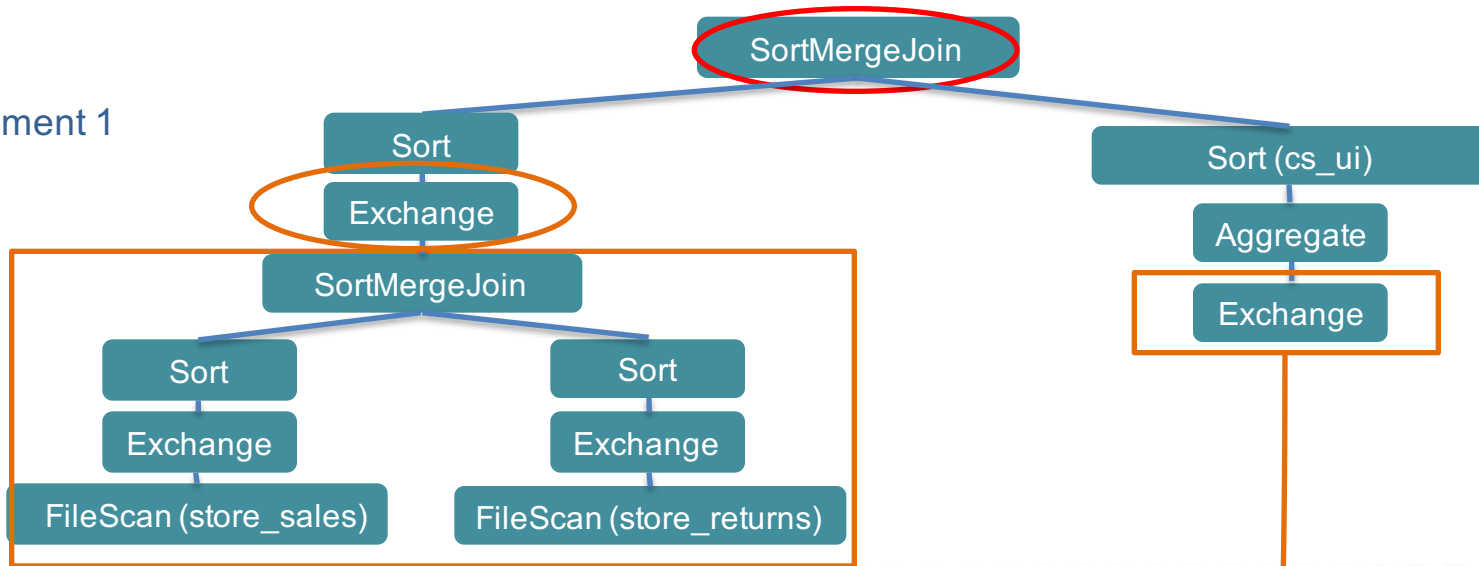 SortMergeJoin
ment 1
Sort
Sort (cs_ui)
Exchange
Aggregate
SortMergeJoin
Exchange
Sort
Sort
Exchange
Exchange
FileScan (store_sales)
FileScan (store_returns)